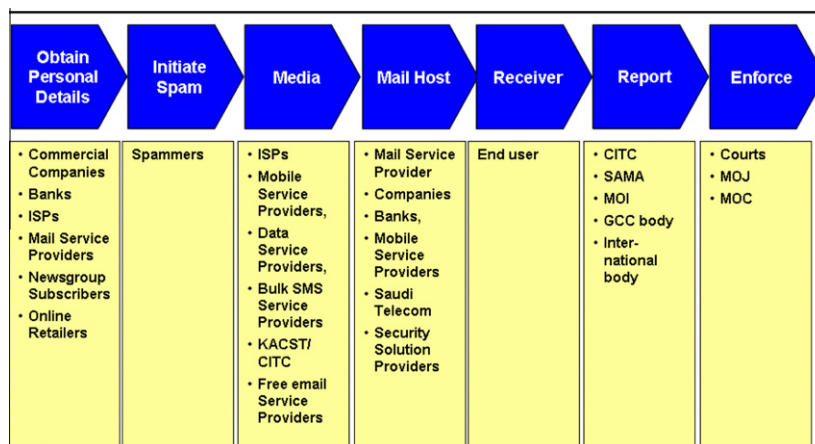 Obtain
Personal
Details
Initiate
Spam
Media
Mail Host
Receiver
Report
Enforce
• Commercial
Companies
• Banks
• ISPs
• Mail Service
Providers
• Newsgroup
Subscribers
• Online
Retailers
Spammers
• ISPs
• Mobile
Service
Providers,
• Data
Service
Providers,
• Bulk SMS
Service
Providers
• KACST/
CITC
• Free email
Service
Providers
• Mail Service
Provider
• Companies
• Banks,
• Mobile
Service
Providers
• Saudi
Telecom
• Security
Solution
Providers
End user
• CITC
• SAMA
• MOI
• GCC body
• Inter-
national
body
• Courts
• MOJ
• MOC